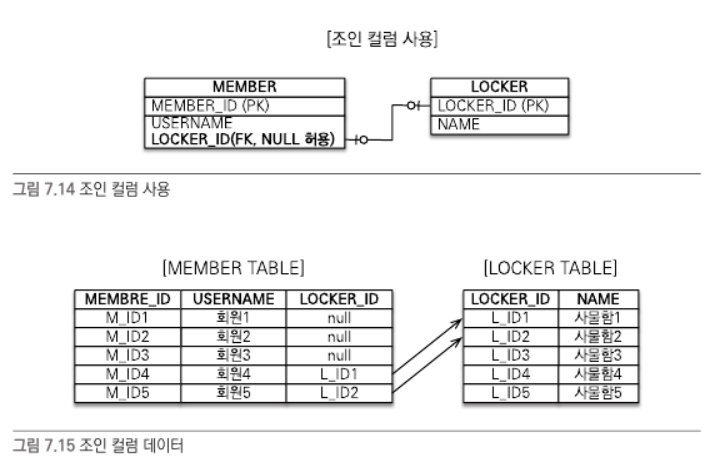 [조인 컬럼 사용]
MEMBER
MEMBER_ID (PK)
USERNAME
LOCKER_ID(FK, NULL 허용)
LOCKER
LOCKER_ID (PK)
NAME
그림 7.14 조인 컬럼 사용
[MEMBER TABLE] [LOCKER TABLE]
MEMBRE_ID USERNAME LOCKER_ID LOCKER_ID NAME
M_ID1 회원1 null L_ID1 사물함1
M_ID2 회원2 null L_ID2 사물함2
M_ID3 회원3 null L_ID3 사물함3
M_ID4 회원4 L_ID1 L_ID4 사물함4
M_ID5 회원5 L_ID2 L_ID5 사물함5
그림 7.15 조인 컬럼 데이터